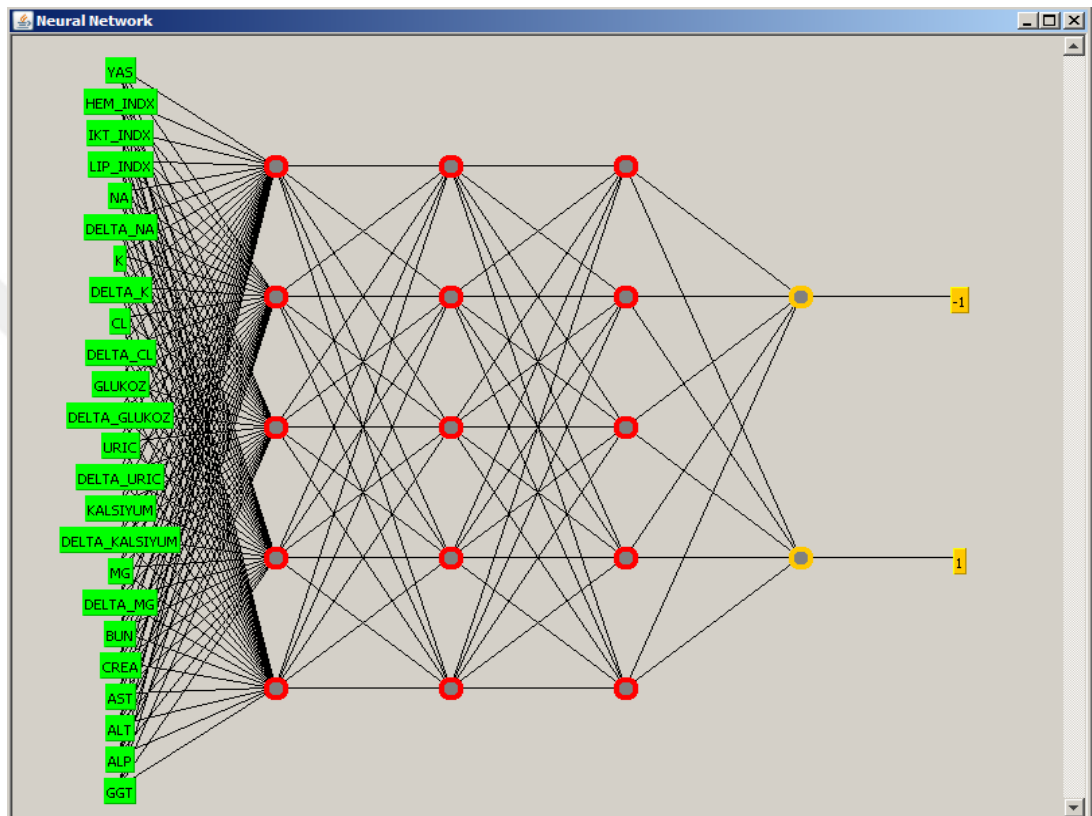 Neural Network
YAS
HEM_INDX
IKT_INDX
LIP_INDX
NA
DELTA_NA
K
DELTA_K
CL
DELTA_CL
GLUKOZ
DELTA_GLUKOZ
URIC
DELTA_URIC
KALSIYUM
DELTA_KALSIYUM
MG
DELTA_MG
BUN
CREA
AST
ALT
ALP
GGT
-1
1